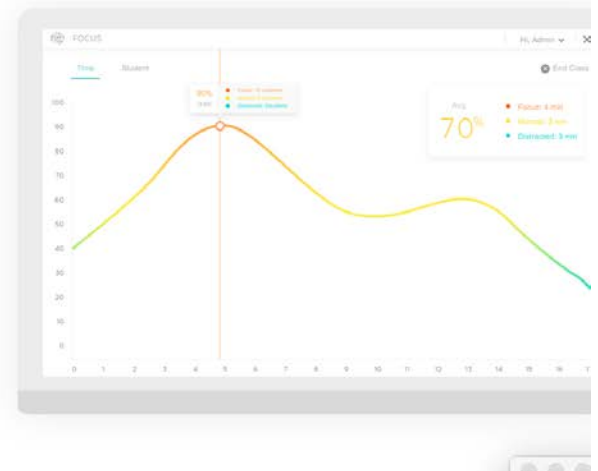 FOCUS
Hi, Admin
Time Student
End Class
90%
Avg
70%
Focus: 4 min
Normal: 8 min
Distracted: 5 min
100
90
80
70
60
50
40
30
20
10
0
0 1 2 3 4 5 6 7 8 9 10 11 12 13 14 15 16